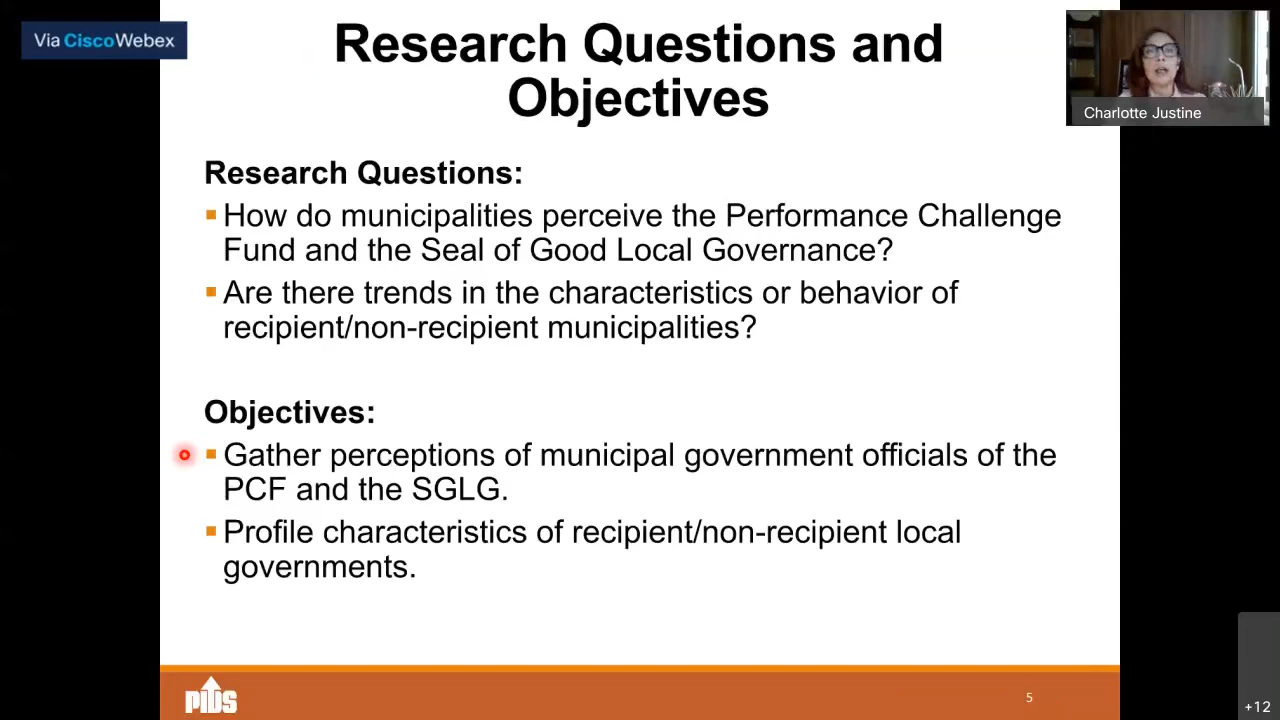 Via CiscoWebex
Research Questions and
Objectives
Charlotte Justine
Research Questions:
How do municipalities perceive the Performance Challenge
Fund and the Seal of Good Local Governance?
Are there trends in the characteristics or behavior of
recipient/non-recipient municipalities?
Objectives:
Gather perceptions of municipal government officials of the
PCF and the SGLG.
Profile characteristics of recipient/non-recipient local
governments.
PIDS
5
+12